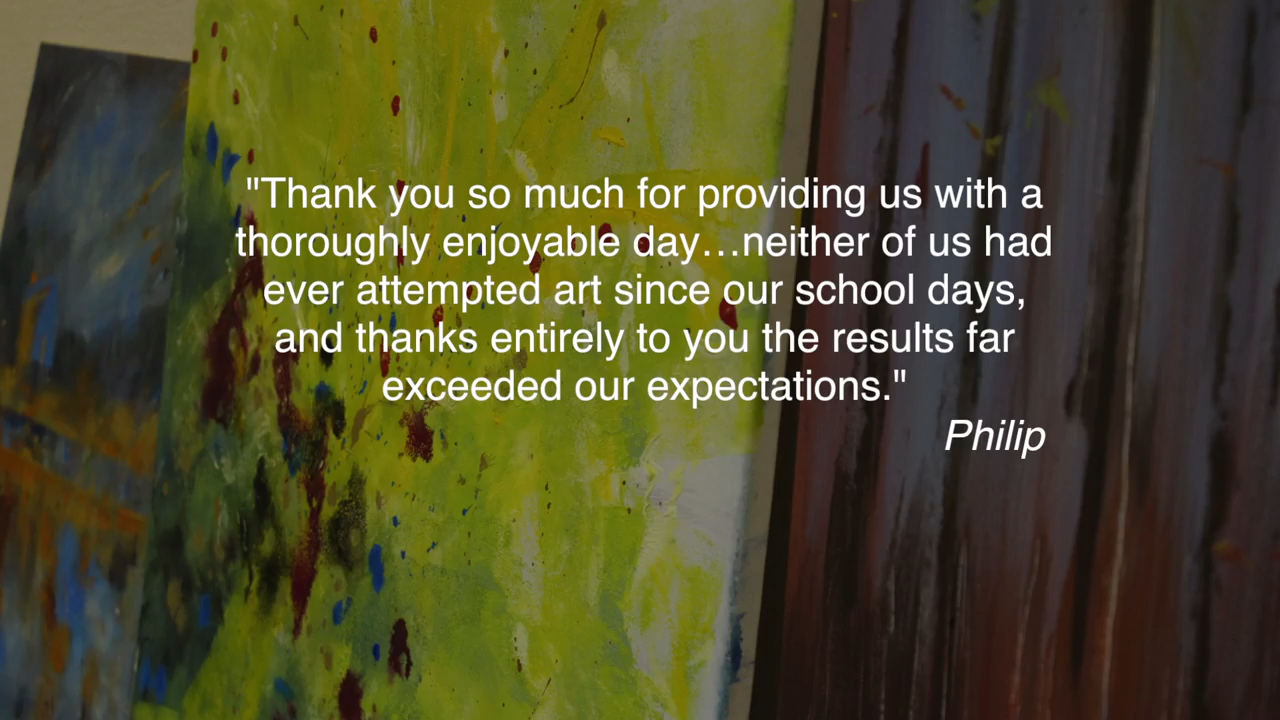 "Thank you so much for providing us with a
thoroughly enjoyable day…neither of us had
ever attempted art since our school days,
and thanks entirely to you the results far
exceeded our expectations."
Philip